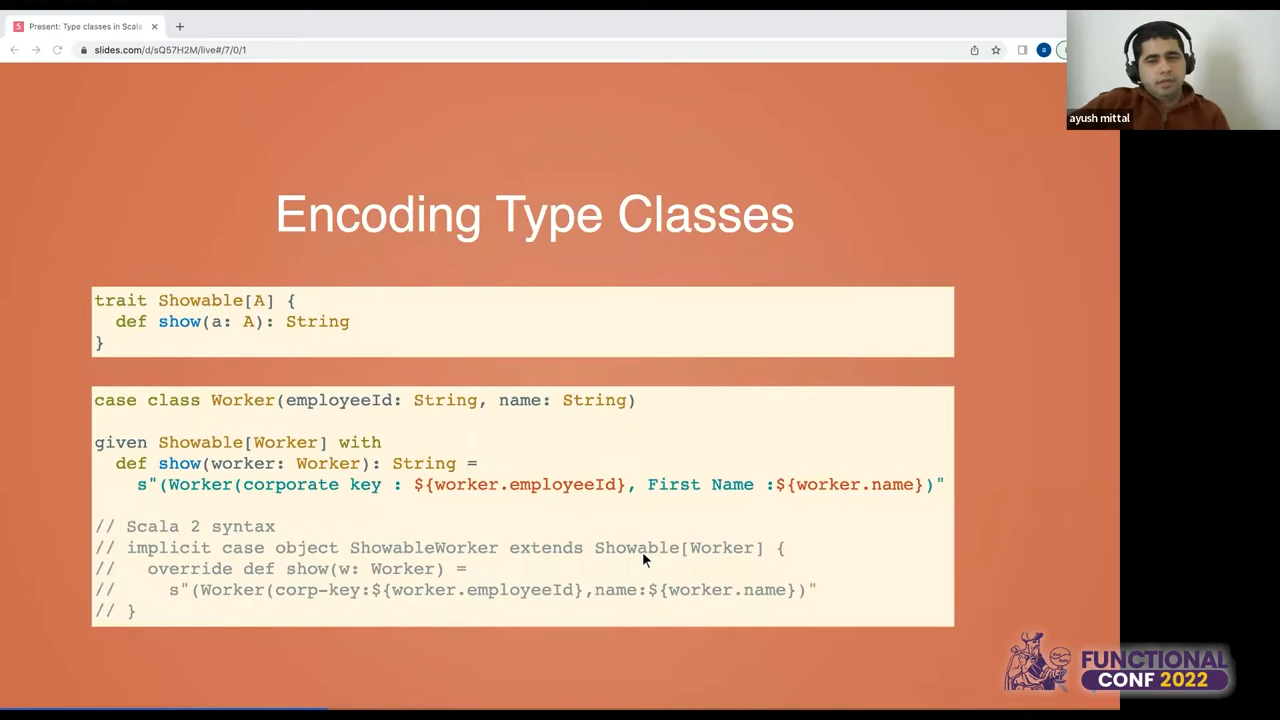 Present: Type classes in Scala
slides.com/d/sQ57H2M/live#/7/0/1
a
ayush mittal
Encoding Type Classes
trait Showable[A] {
  def show(a: A): String
}
case class Worker(employeeId: String, name: String)
given Showable[Worker] with
  def show(worker: Worker): String =
    s"(Worker(corporate key : ${worker.employeeId}, First Name :${worker.name})"
// Scala 2 syntax
// implicit case object ShowableWorker extends Showable[Worker] {
//   override def show(w: Worker) =
//     s"(Worker(corp-key:${worker.employeeId},name:${worker.name})"
// }
FUNCTIONAL
CONF 2022